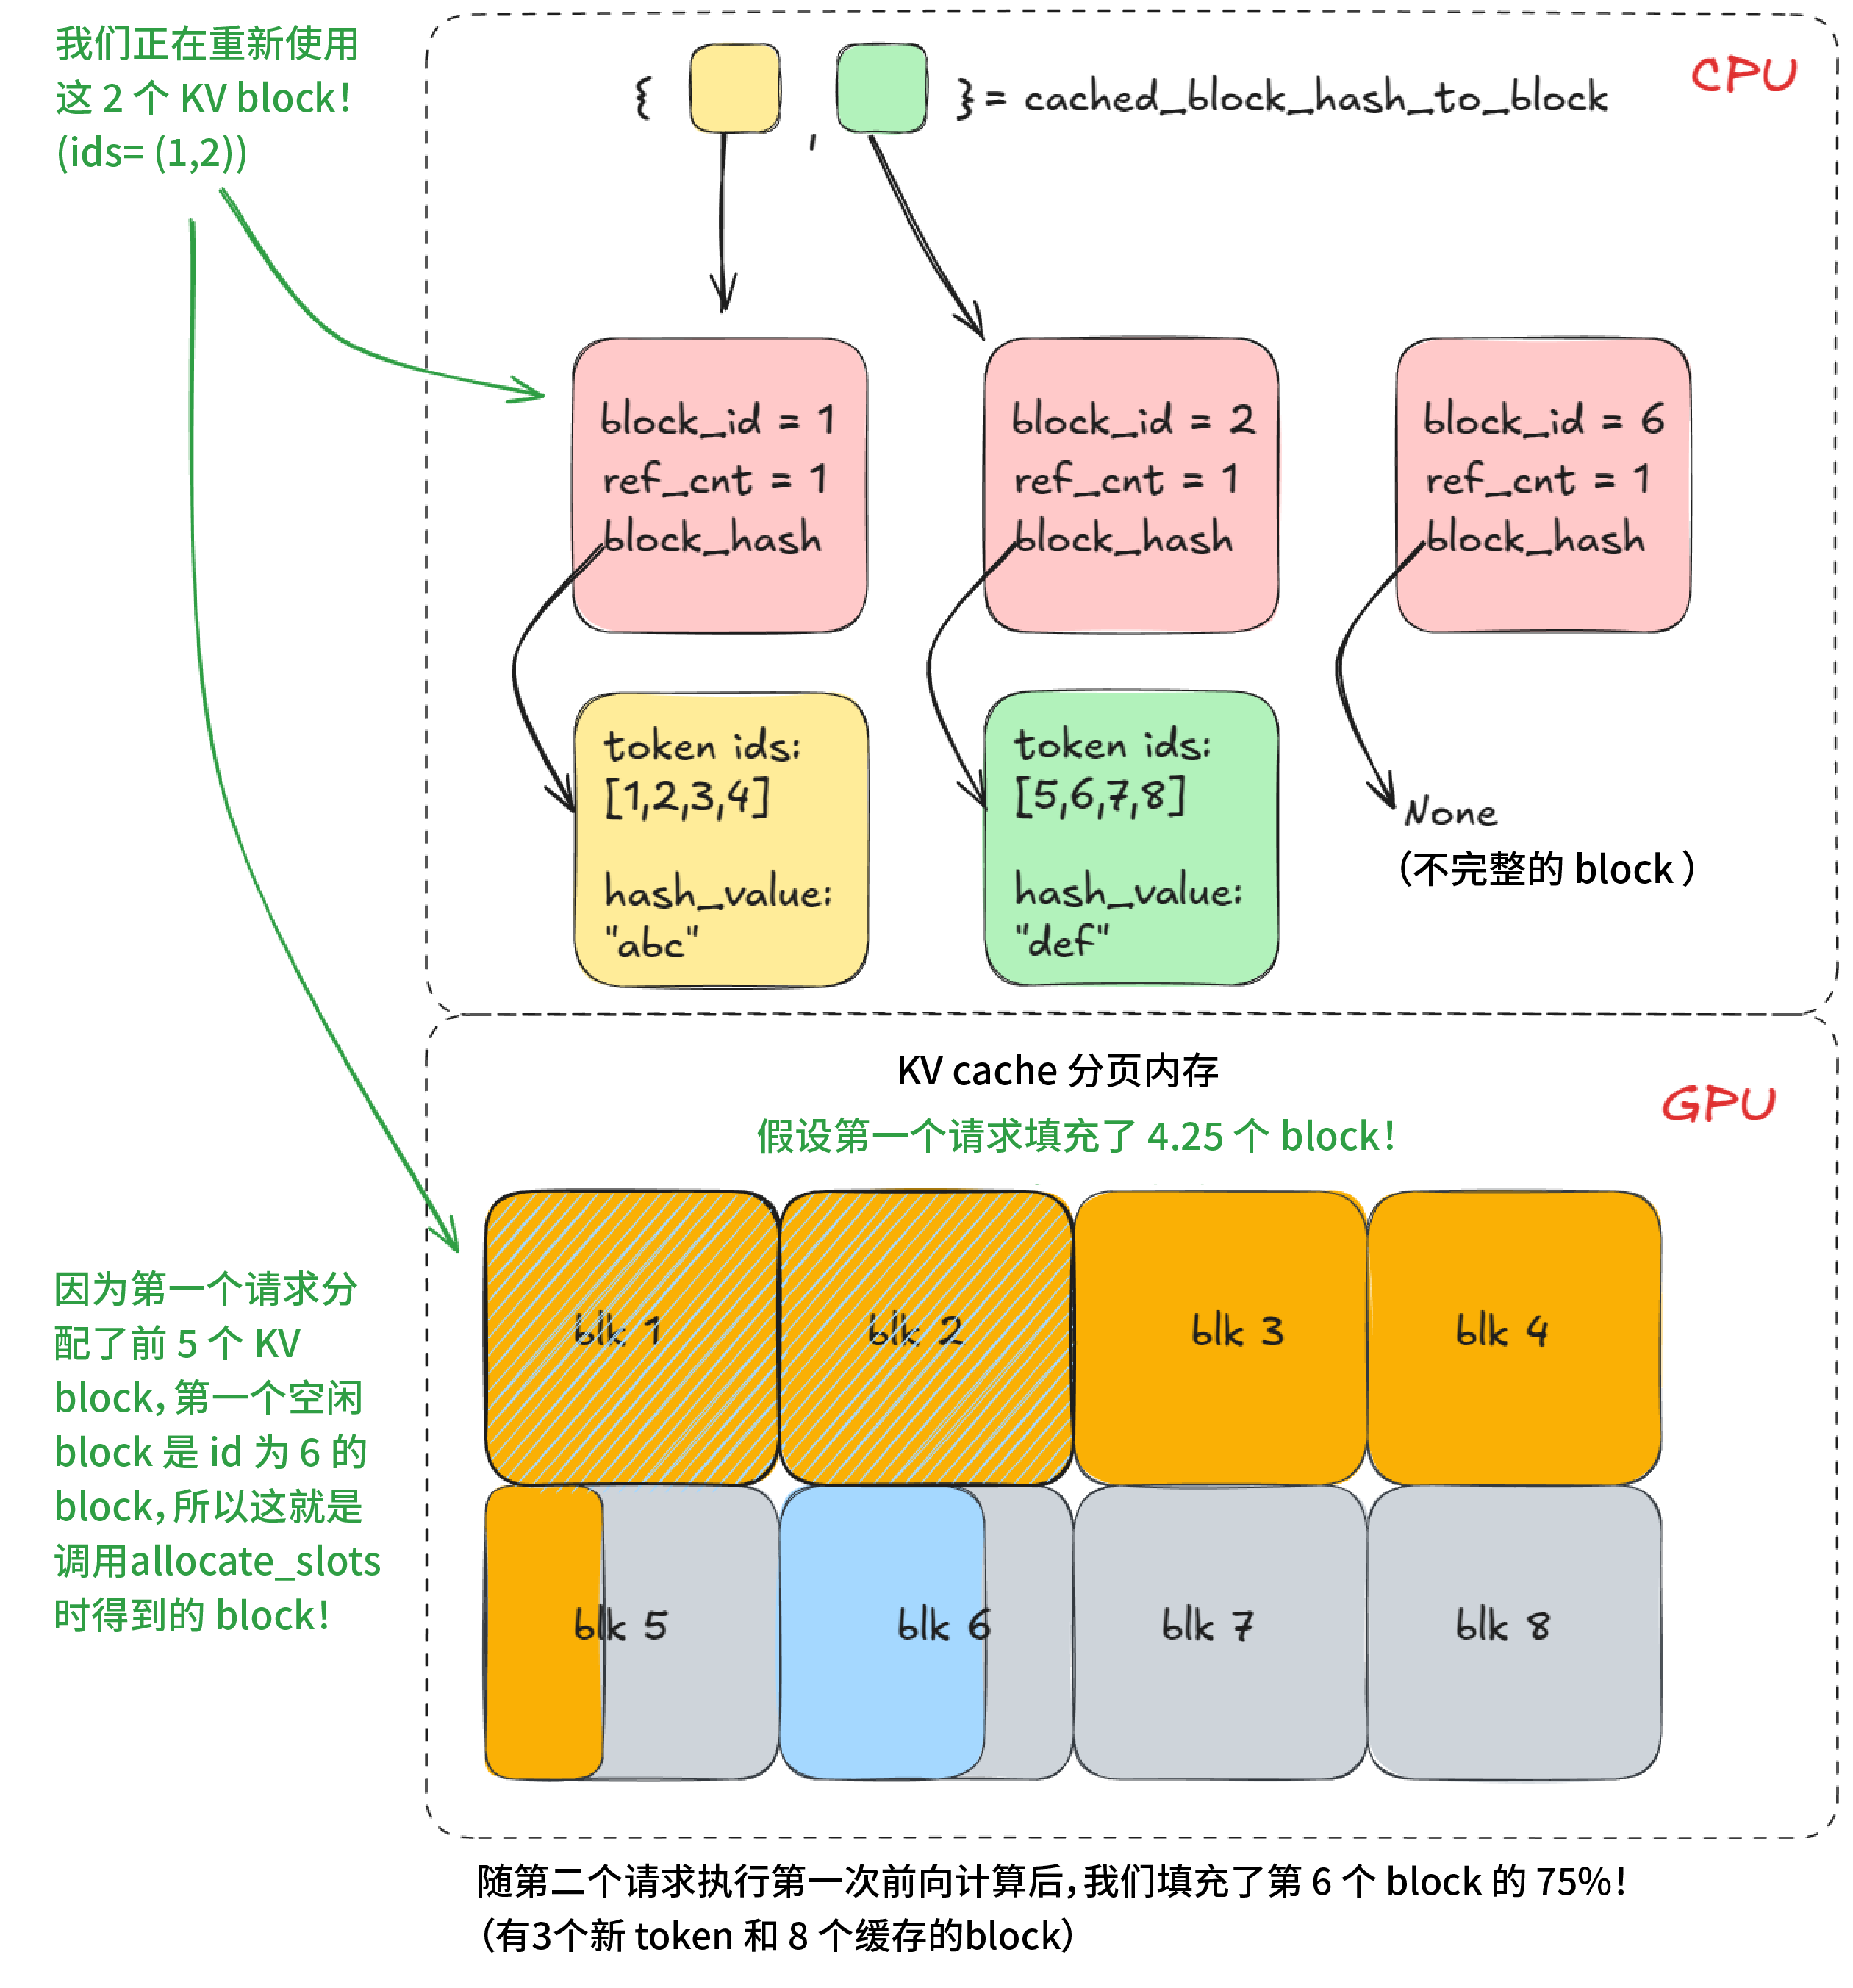 我们正在重新使用
这 2 个 KV block！
(ids= (1,2))
{ , } = cached_block_hash_to_block
CPU
block_id = 1
ref_cnt = 1
block_hash
block_id = 2
ref_cnt = 1
block_hash
block_id = 6
ref_cnt = 1
block_hash
token ids:
[1,2,3,4]
hash_value:
"abc"
token ids:
[5,6,7,8]
hash_value:
"def"
None
（不完整的 block ）
KV cache 分页内存
GPU
假设第一个请求填充了 4.25 个 block！
blk 1
blk 2
blk 3
blk 4
blk 5
blk 6
blk 7
blk 8
因为第一个请求分
配了前 5 个 KV
block，第一个空闲
block 是 id 为 6 的
block，所以这就是
调用allocate_slots
时得到的 block！
随第二个请求执行第一次前向计算后，我们填充了第 6 个 block 的 75%！
（有3个新 token 和 8 个缓存的block）